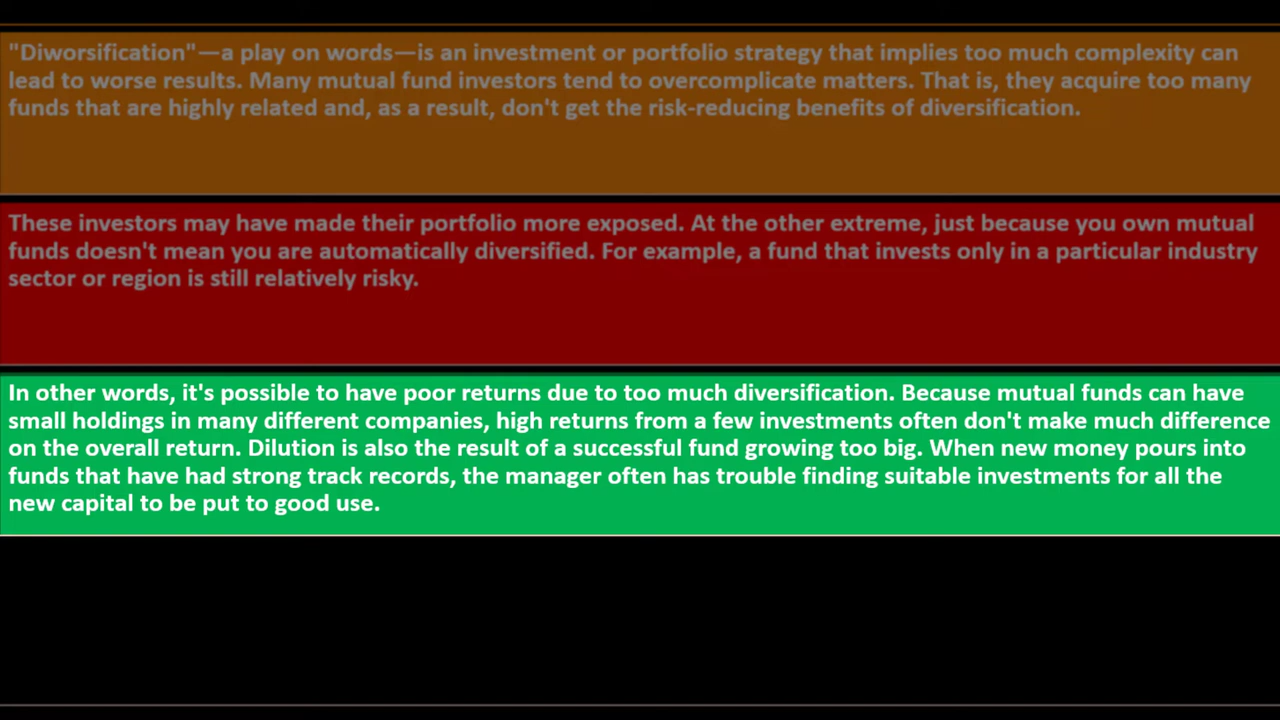 "Diworsification"—a play on words—is an investment or portfolio strategy that implies too much complexity can
lead to worse results. Many mutual fund investors tend to overcomplicate matters. That is, they acquire too many
funds that are highly related and, as a result, don't get the risk-reducing benefits of diversification.
These investors may have made their portfolio more exposed. At the other extreme, just because you own mutual
funds doesn't mean you are automatically diversified. For example, a fund that invests only in a particular industry
sector or region is still relatively risky.
In other words, it's possible to have poor returns due to too much diversification. Because mutual funds can have
small holdings in many different companies, high returns from a few investments often don't make much difference
on the overall return. Dilution is also the result of a successful fund growing too big. When new money pours into
funds that have had strong track records, the manager often has trouble finding suitable investments for all the
new capital to be put to good use.